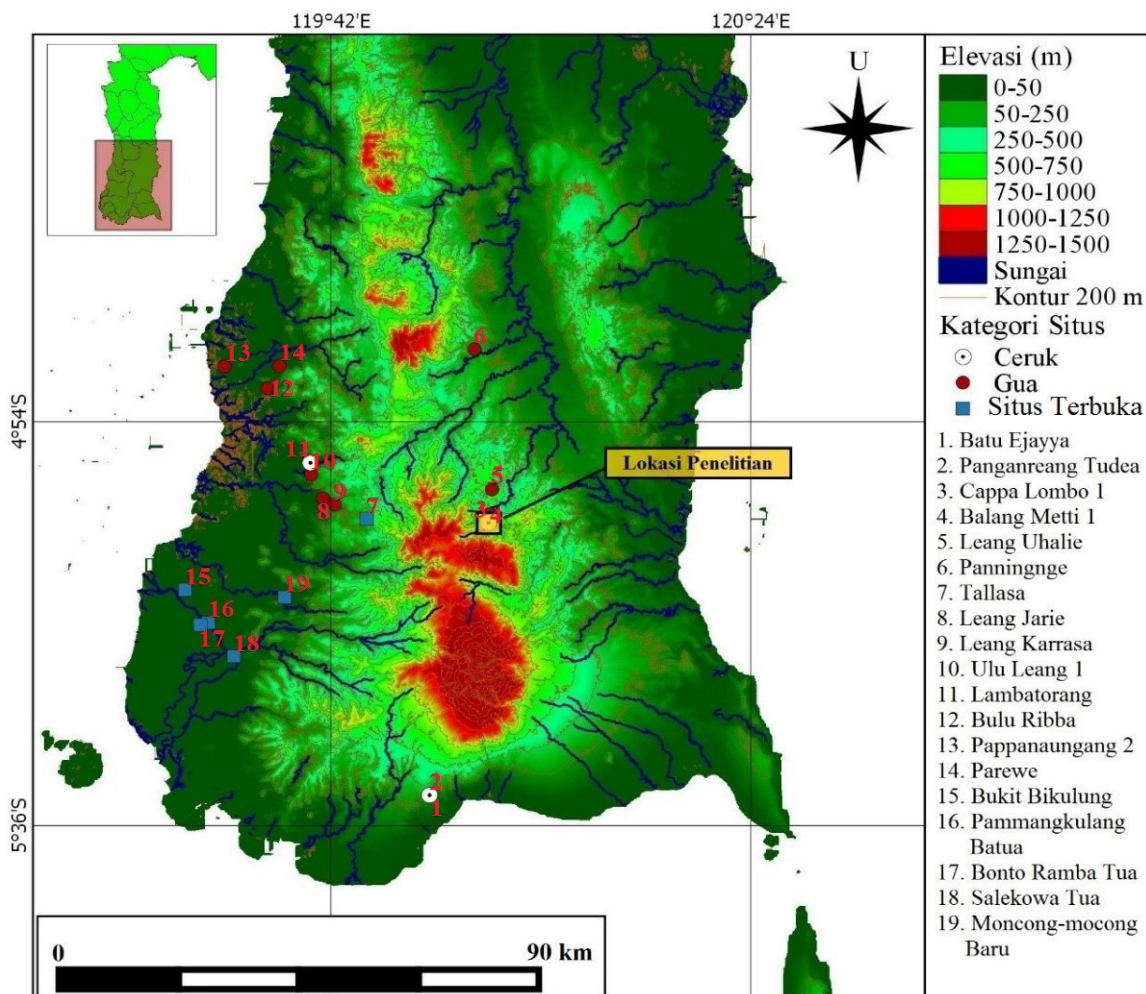 119°42'E
120°24'E
U
4°54'S
5°36'S
13
14
12
6
11
10
9
8
7
5
3
4
Lokasi Penelitian
15
19
16
17
18
2
1
0
90 km
Elevasi (m)
0-50
50-250
250-500
500-750
750-1000
1000-1250
1250-1500
Sungai
Kontur 200 m
Kategori Situs
Ceruk
Gua
Situs Terbuka
1. Batu Ejayya
2. Panganreang Tudea
3. Cappa Lombo 1
4. Balang Metti 1
5. Leang Uhalie
6. Panningnge
7. Tallasa
8. Leang Jarie
9. Leang Karrasa
10. Ulu Leang 1
11. Lambatorang
12. Bulu Ribba
13. Pappanaungang 2
14. Parewe
15. Bukit Bikulung
16. Pammangkulang
Batua
17. Bonto Ramba Tua
18. Salekowa Tua
19. Moncong-mocong
Baru